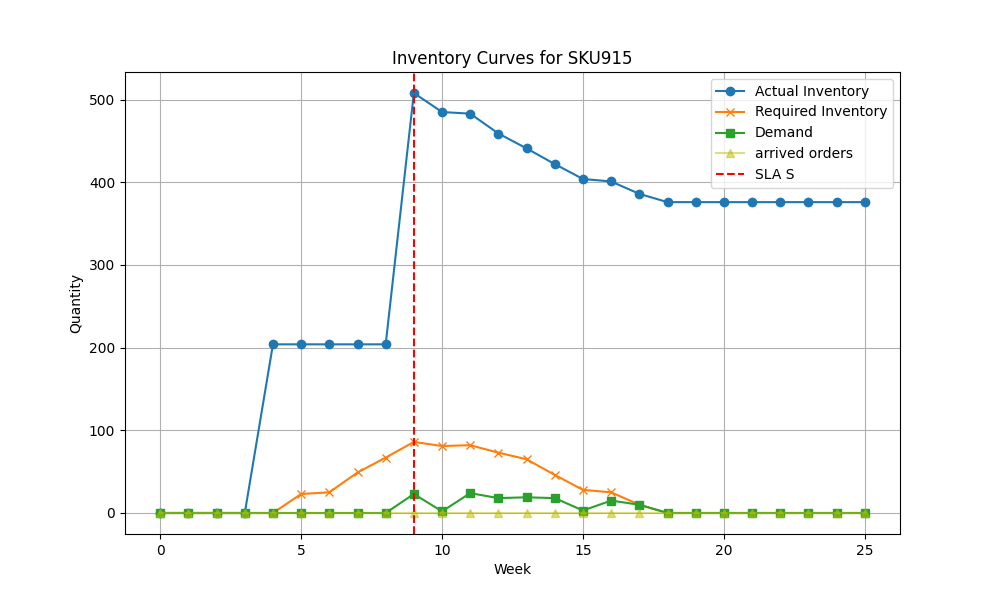 Inventory Curves for SKU915
Actual Inventory
Required Inventory
Demand
arrived orders
SLA S
Quantity
500
400
300
200
100
0
0 5 10 15 20 25
Week